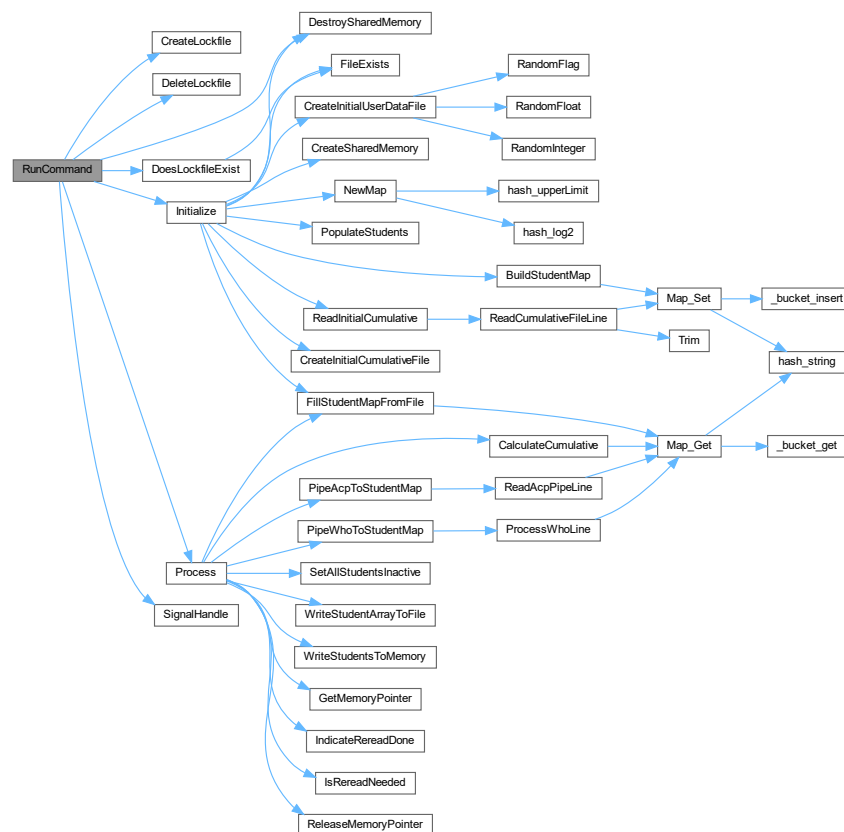 DestroySharedMemory
CreateLockfile
FileExists
RandomFlag
DeleteLockfile
CreateInitialUserDataFile
RandomFloat
RandomInteger
CreateSharedMemory
RunCommand
DoesLockfileExist
NewMap
hash_upperLimit
Initialize
PopulateStudents
hash_log2
BuildStudentMap
Map_Set
_bucket_insert
ReadInitialCumulative
ReadCumulativeFileLine
Trim
CreateInitialCumulativeFile
hash_string
FillStudentMapFromFile
CalculateCumulative
Map_Get
_bucket_get
PipeAcpToStudentMap
ReadAcpPipeLine
PipeWhoToStudentMap
ProcessWhoLine
Process
SetAllStudentsInactive
SignalHandle
WriteStudentArrayToFile
WriteStudentsToMemory
GetMemoryPointer
IndicateRereadDone
IsRereadNeeded
ReleaseMemoryPointer